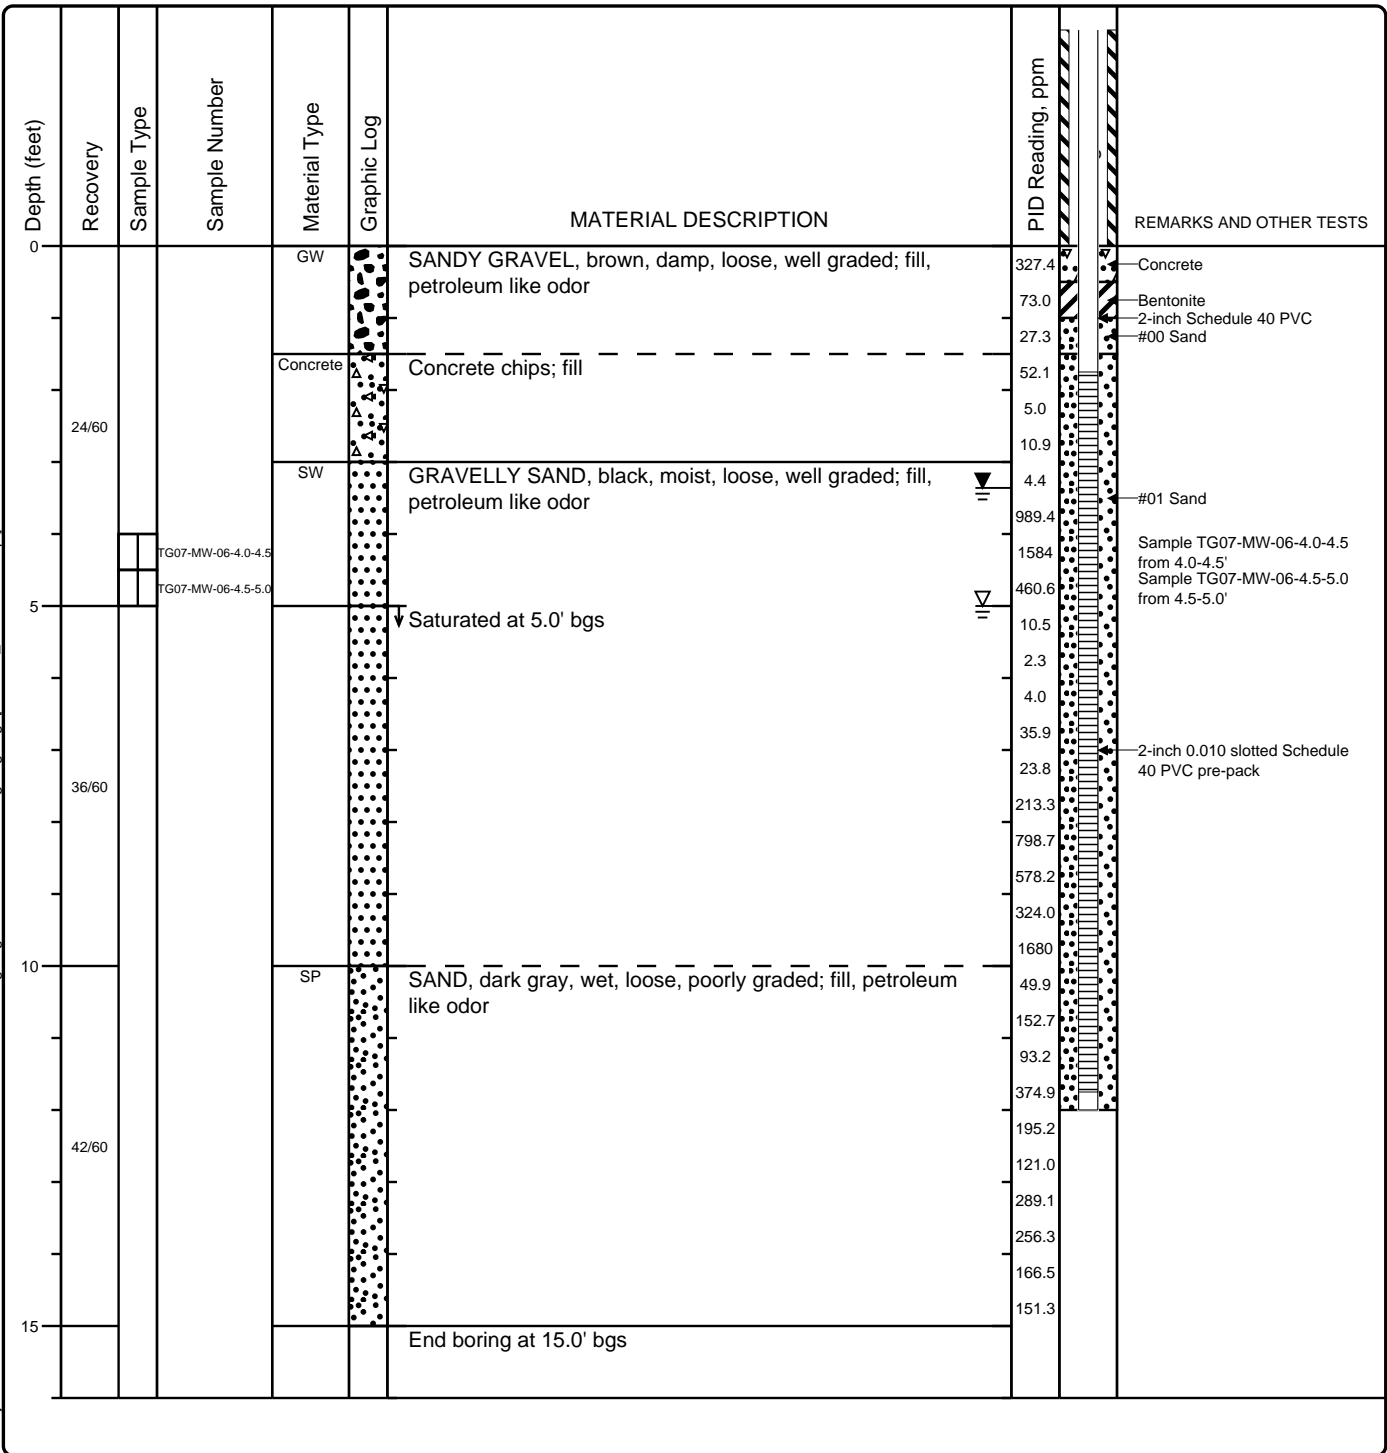 Depth (feet)
Recovery
Sample Type
Sample Number
Material Type
Graphic Log
MATERIAL DESCRIPTION
PID Reading, ppm
REMARKS AND OTHER TESTS
0
GW
SANDY GRAVEL, brown, damp, loose, well graded; fill,
petroleum like odor
327.4
Concrete
73.0
Bentonite
2-inch Schedule 40 PVC
27.3
#00 Sand
Concrete
Concrete chips; fill
52.1
5.0
24/60
10.9
SW
GRAVELLY SAND, black, moist, loose, well graded; fill,
petroleum like odor
4.4
#01 Sand
989.4
TG07-MW-06-4.0-4.5
1584
Sample TG07-MW-06-4.0-4.5
from 4.0-4.5'
TG07-MW-06-4.5-5.0
460.6
Sample TG07-MW-06-4.5-5.0
from 4.5-5.0'
5
Saturated at 5.0' bgs
10.5
2.3
4.0
35.9
2-inch 0.010 slotted Schedule
40 PVC pre-pack
23.8
36/60
213.3
798.7
578.2
324.0
1680
10
SP
SAND, dark gray, wet, loose, poorly graded; fill, petroleum
like odor
49.9
152.7
93.2
374.9
195.2
42/60
121.0
289.1
256.3
166.5
151.3
15
End boring at 15.0' bgs